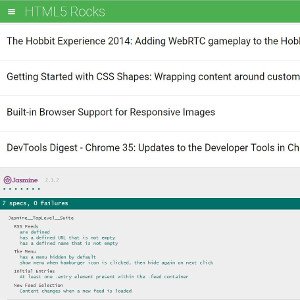 HTML5 Rocks
The Hobbit Experience 2014: Adding WebRTC gameplay to the Hobb
Getting Started with CSS Shapes: Wrapping content around custom
Built-in Browser Support for Responsive Images
DevTools Digest - Chrome 35: Updates to the Developer Tools in Ch
Jasmine 2.1.2
7 specs, 0 failures
Jasmine__TopLevel__Suite
RSS Feeds
are defined
has a defined URL that is not empty
has a defined name that is not empty
The Menu
has a menu hidden by default
show menu when hamburger icon is clicked, then hide again on next click
Initial Entries
At least one .entry element present within the .feed container
New Feed Selection
Content changes when a new feed is loaded